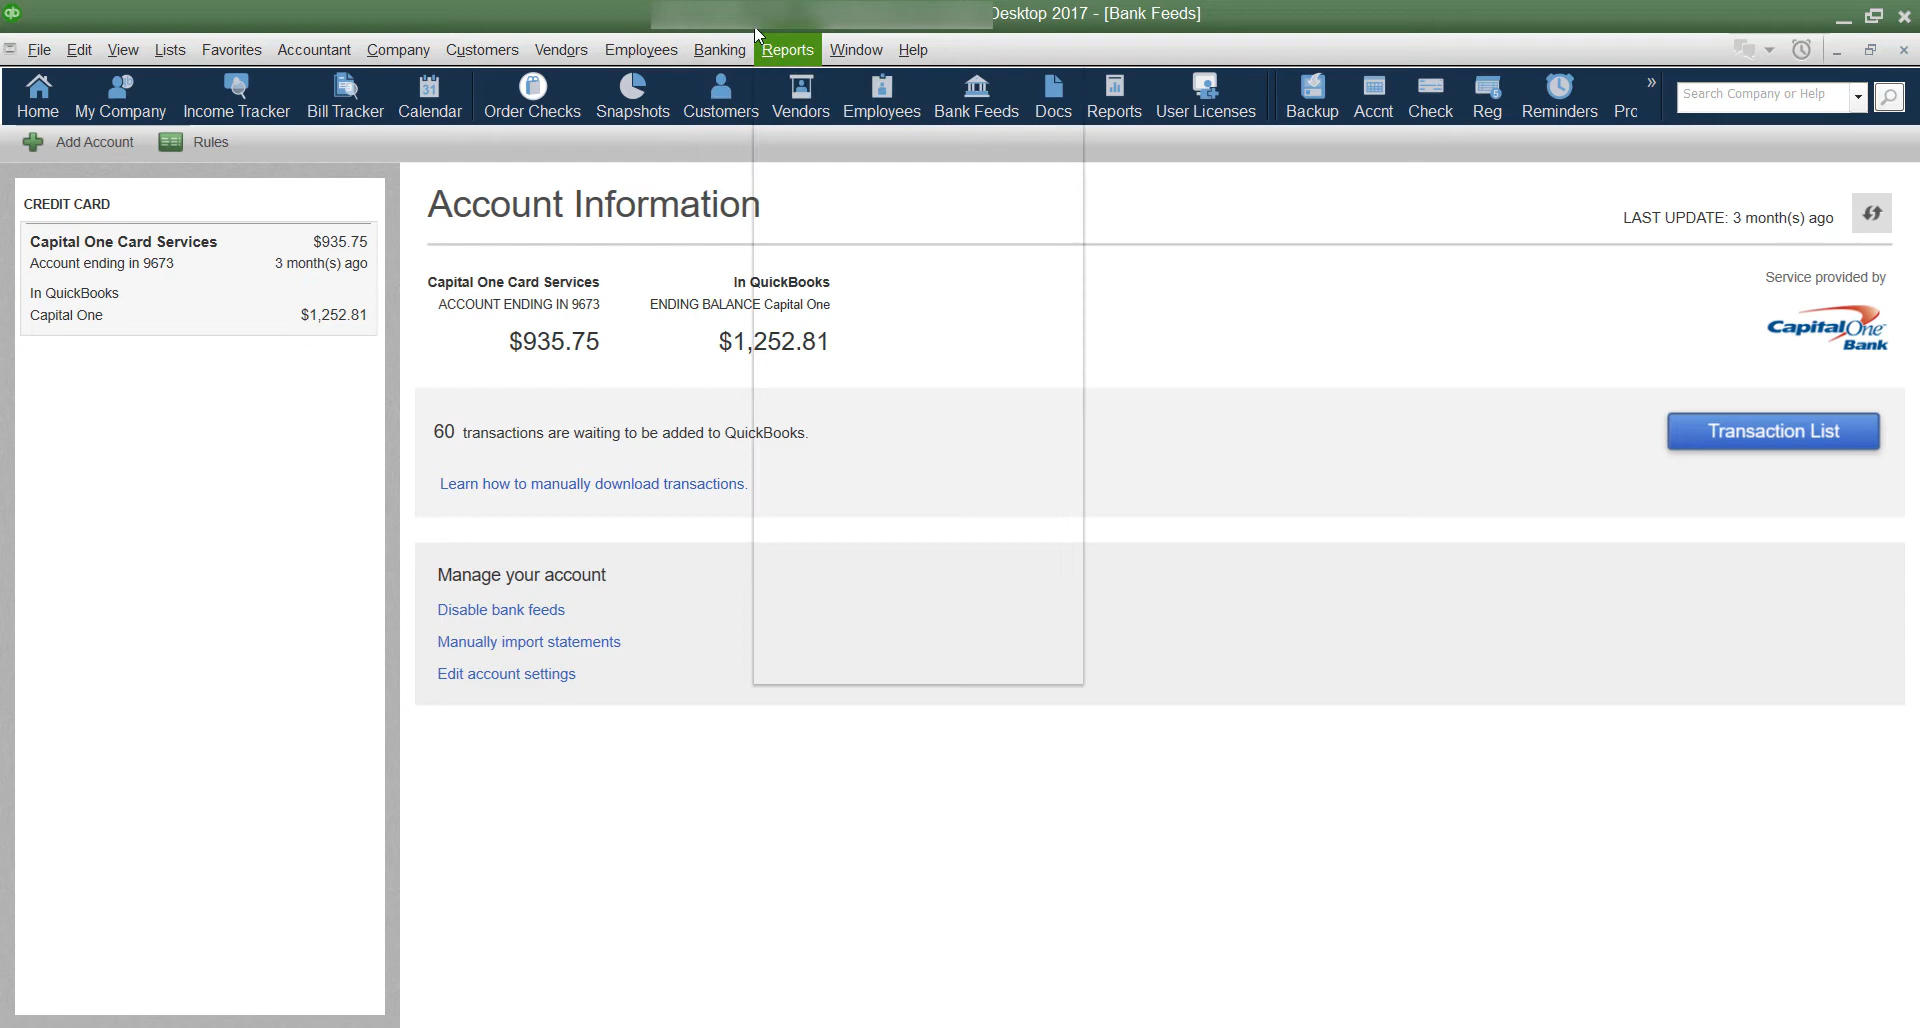 Desktop 2017 - [Bank Feeds]
File Edit View Lists Favorites Accountant Company Customers Vendors Employees Banking Reports Window Help
31
Home My Company Income Tracker Bill Tracker Calendar Order Checks Snapshots Customers Vendors Employees Bank Feeds Docs Reports User Licenses Backup Accnt Check Reg Reminders Pro » Search Company or Help
Add Account Rules
CREDIT CARD
Capital One Card Services $935.75
Account ending in 9673 3 month(s) ago
In QuickBooks
Capital One $1,252.81
Account Information
LAST UPDATE: 3 month(s) ago
Capital One Card Services In QuickBooks
ACCOUNT ENDING IN 9673 ENDING BALANCE Capital One
$935.75 $1,252.81
Service provided by
CapitalOne
Bank
60 transactions are waiting to be added to QuickBooks.
Transaction List
Learn how to manually download transactions.
Manage your account
Disable bank feeds
Manually import statements
Edit account settings